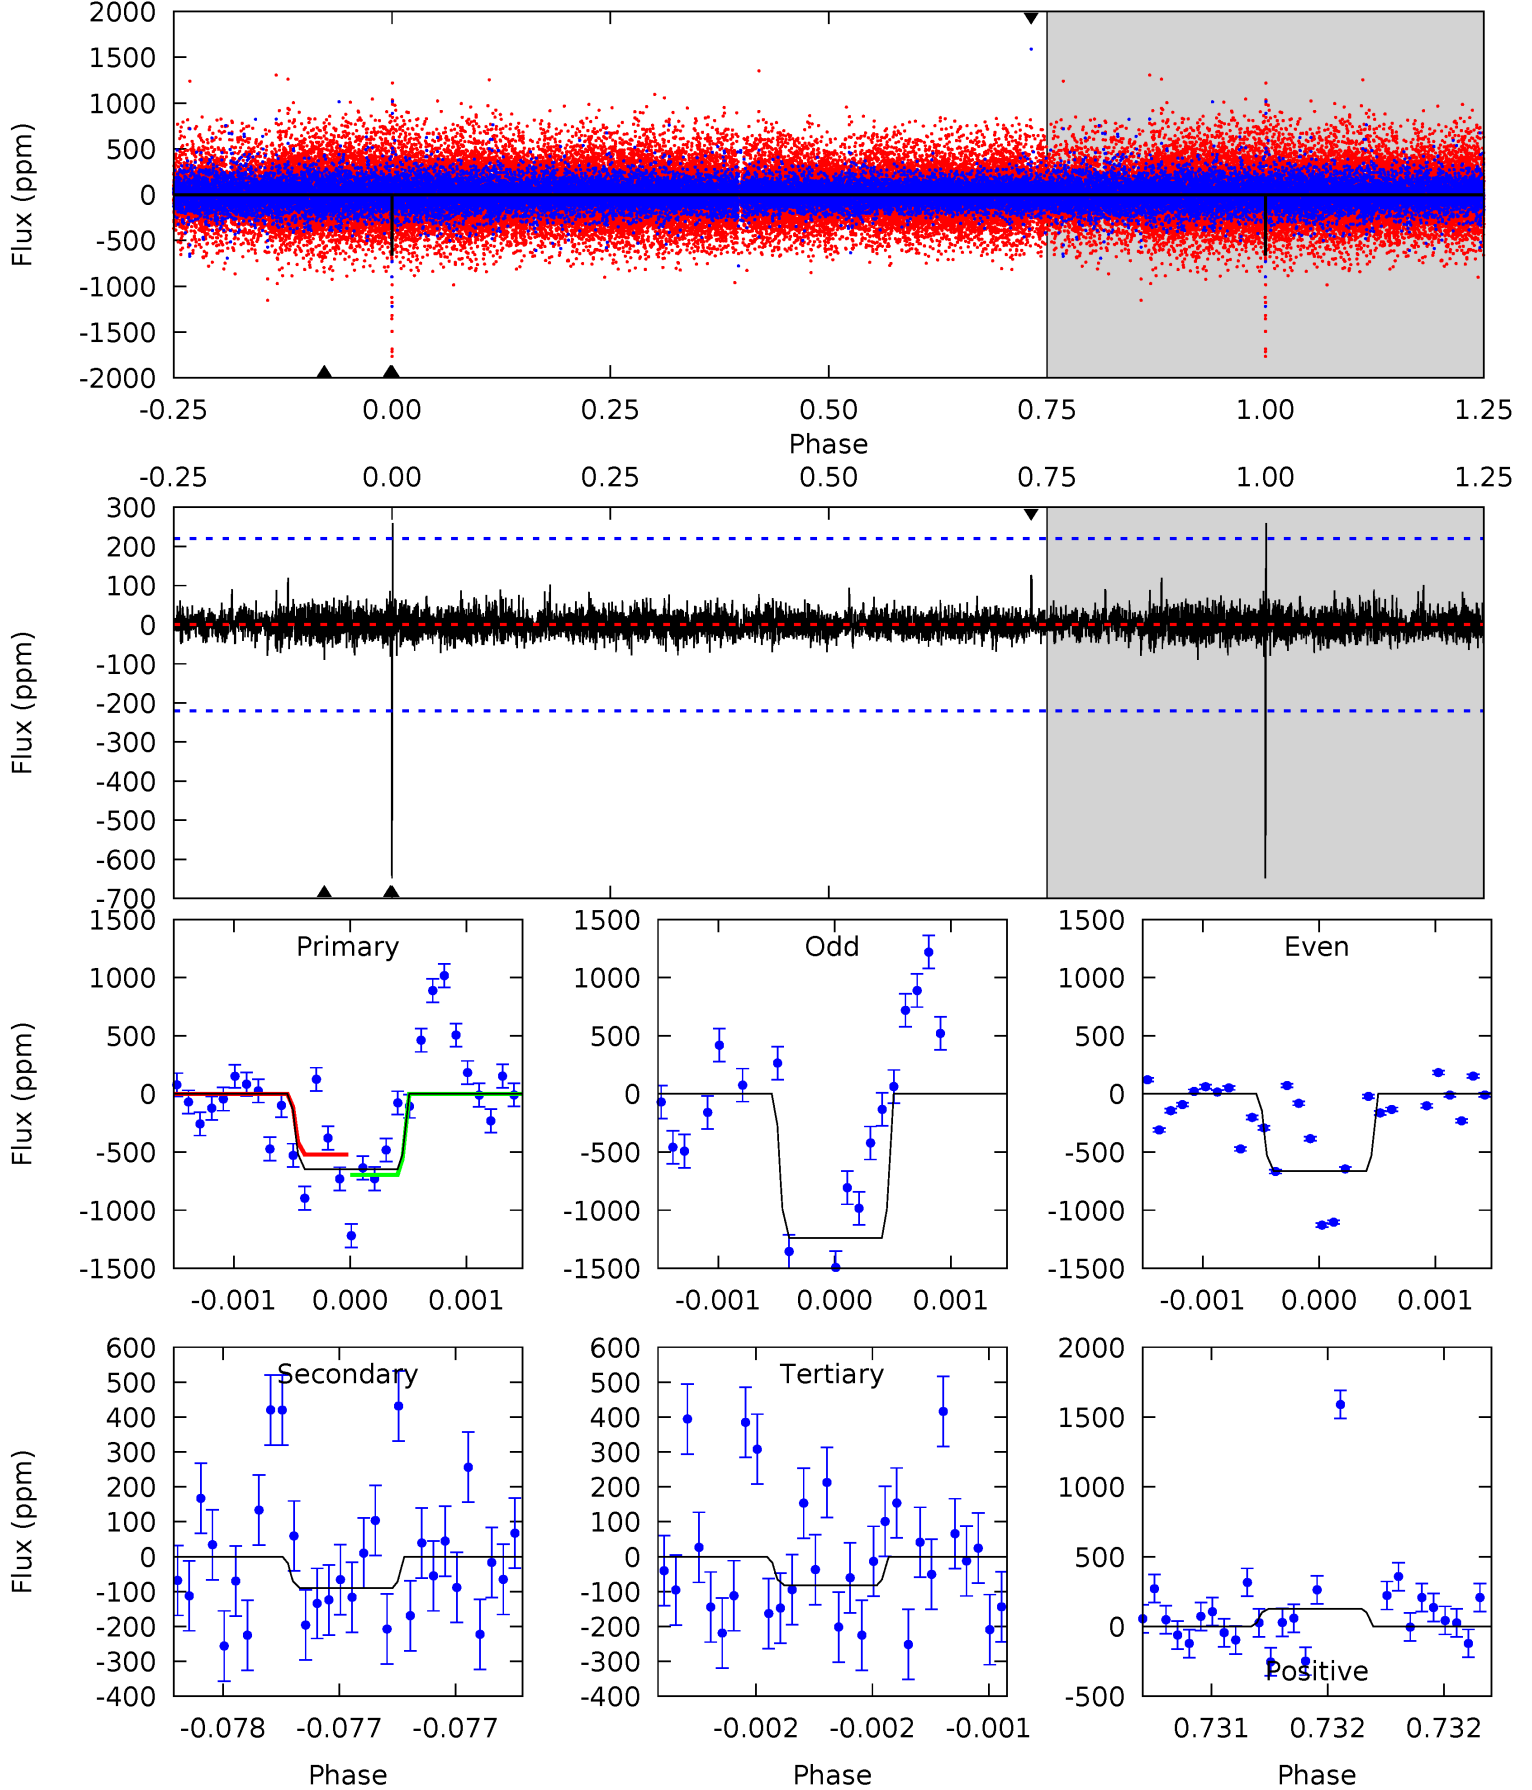 2000
1500
1000
500
0
-500
-1000
-1500
-2000
Flux (ppm)
-0.25 0.00 0.25 0.50 0.75 1.00 1.25
Phase
-0.25 0.00 0.25 0.50 0.75 1.00 1.25
300
200
100
0
-100
-200
-300
-400
-500
-600
-700
Flux (ppm)
Primary Odd Even
1500 1500 1500
1000 1000 1000
500 500 500
0 0 0
-500 -500 -500
-1000 -1000 -1000
-1500 -1500 -1500
Flux (ppm)
-0.001 0.000 0.001 -0.001 0.000 0.001 -0.001 0.000 0.001
Secondary Tertiary Positive
600 600 2000
500 500 1500
400 400 1000
300 300 500
200 200 0
100 100 -500
0 0
-100 -100
-200 -200
-300 -300
-400 -400
Flux (ppm)
-0.078 -0.077 -0.077 -0.002 -0.002 -0.001 0.731 0.732 0.732
Phase Phase Phase